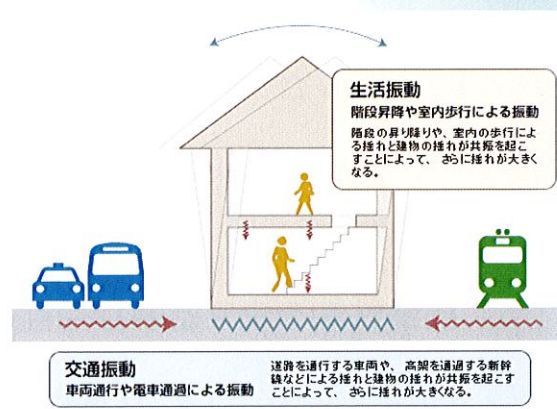 生活振動
階段昇降や室内歩行による振動
階段の昇り降りや、室内の歩行によ
る揺れと建物の揺れが共振を起こ
すことによって、さらに揺れが大きく
なる。
交通振動
車両通行や電車通過による振動
道路を通行する車両や、高架を通過する新幹
線などによる揺れと建物の揺れが共振を起こす
ことによって、さらに揺れが大きくなる。